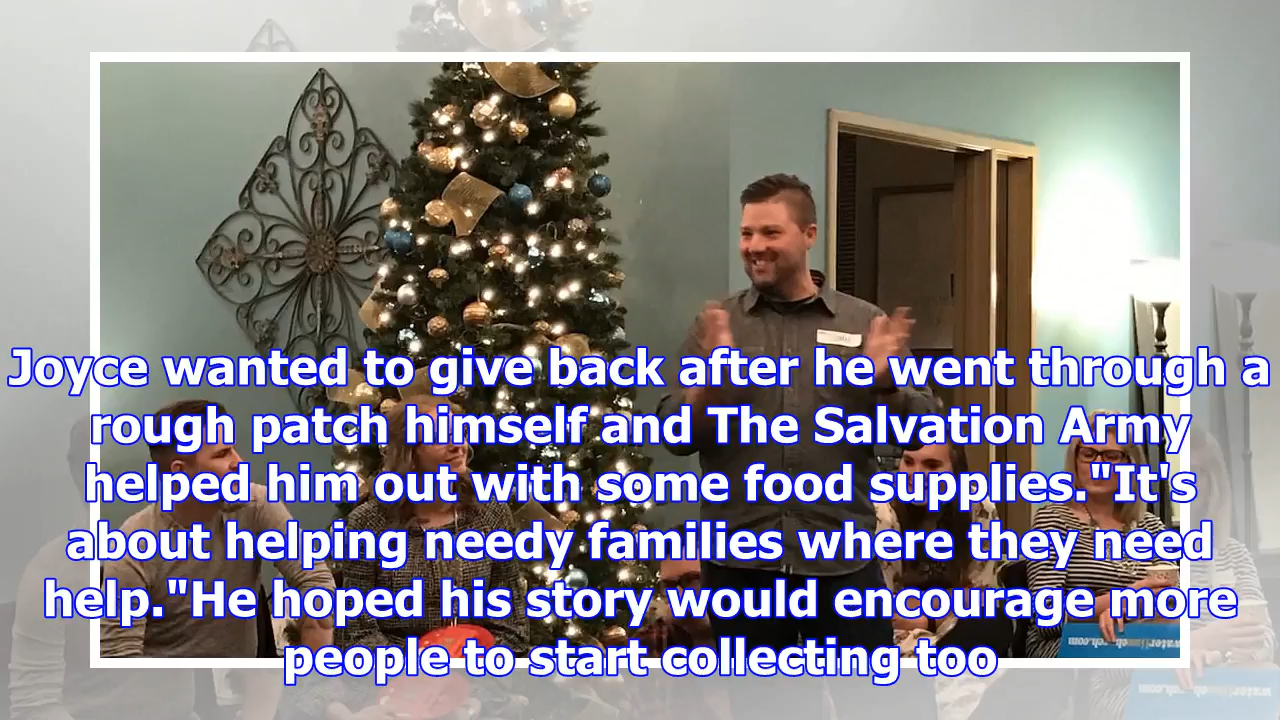 Joyce wanted to give back after he went through a
rough patch himself and The Salvation Army
helped him out with some food supplies."It's
about helping needy families where they need
help."He hoped his story would encourage more
people to start collecting too